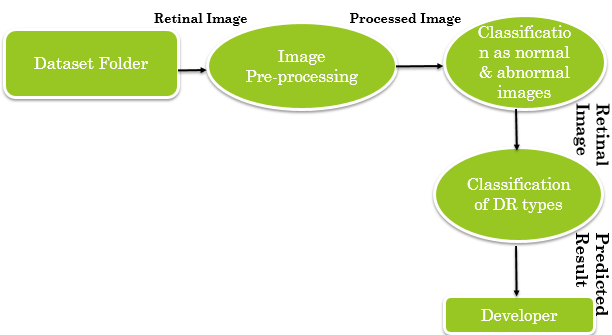 Retinal Image
Processed Image
Dataset Folder
Image
Pre-processing
Classificatio
n as normal
& abnormal
images
Retinal
Image
Classification
of DR types
Predicted
Result
Developer